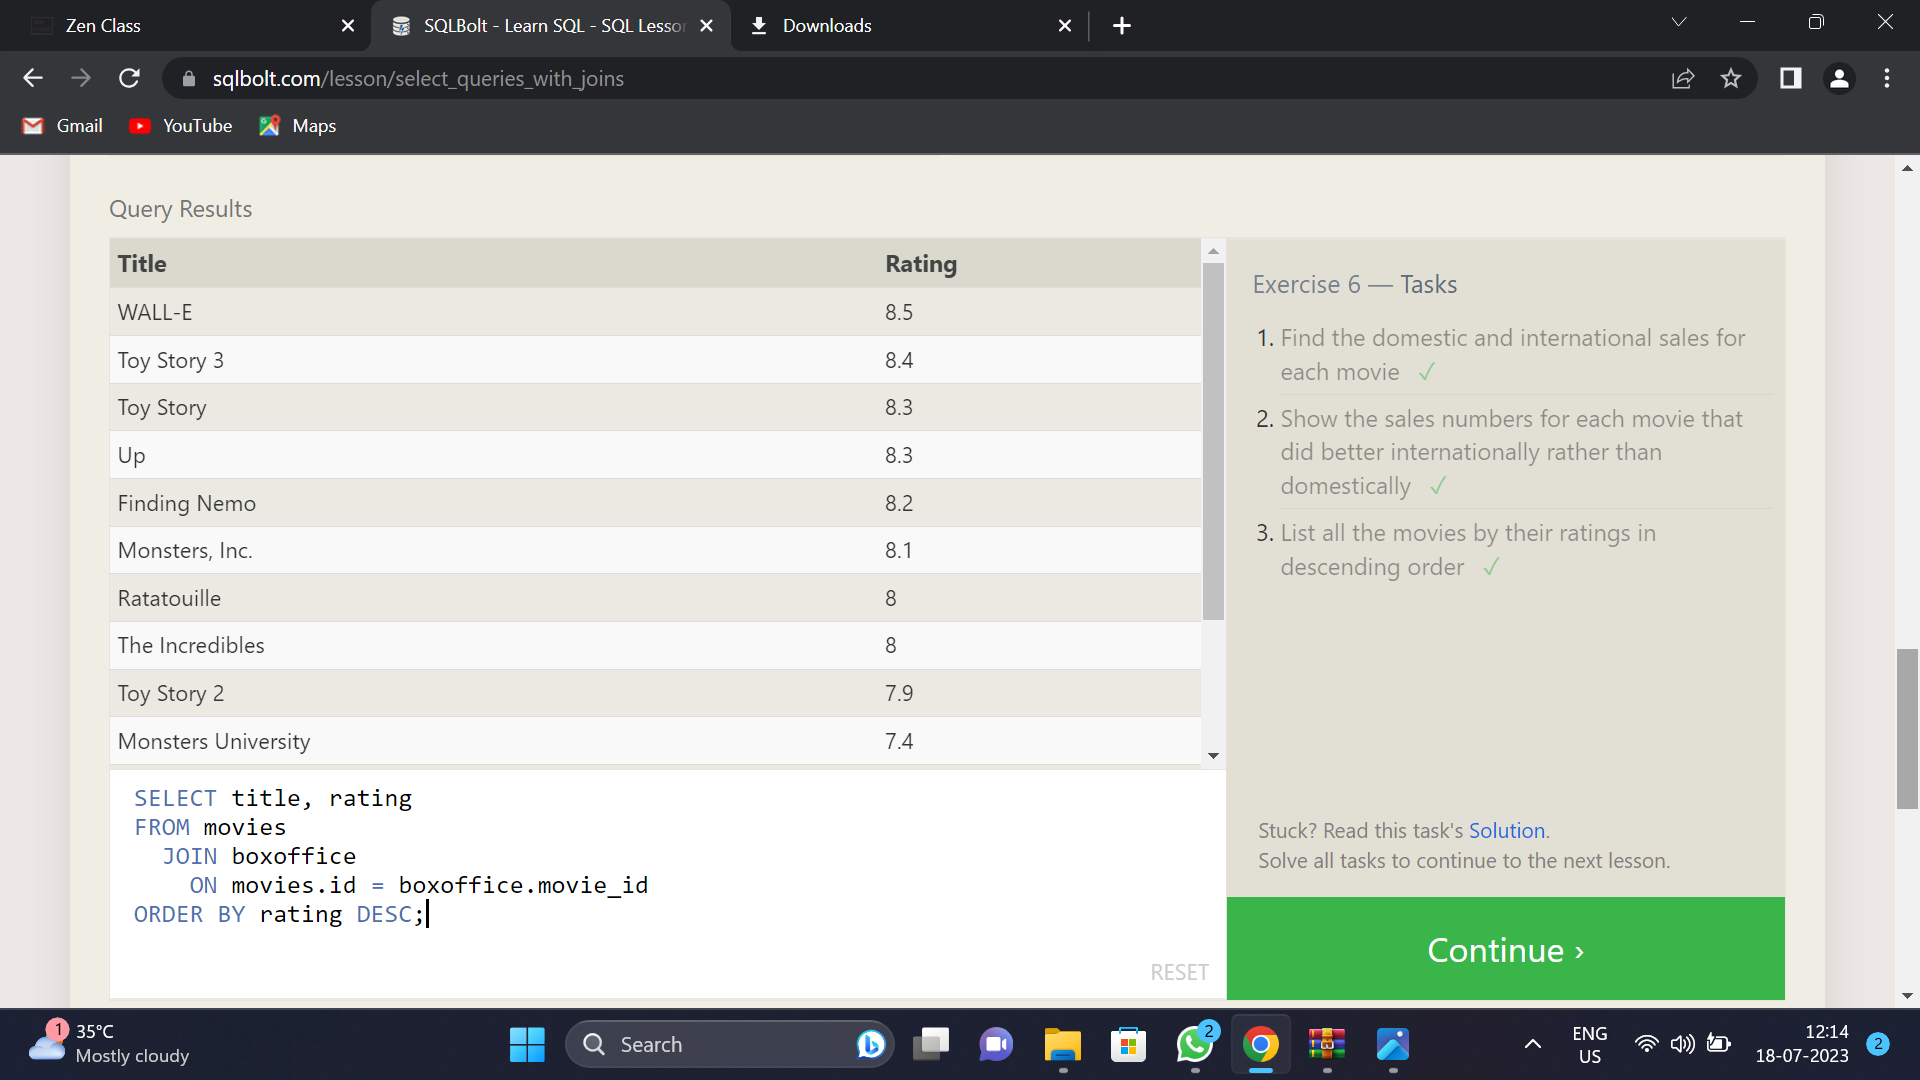 Zen Class
SQLBolt - Learn SQL - SQL Lesson
Downloads
sqlbolt.com/lesson/select_queries_with_joins
Gmail
YouTube
Maps
Query Results
Title Rating
WALL-E 8.5
Toy Story 3 8.4
Toy Story 8.3
Up 8.3
Finding Nemo 8.2
Monsters, Inc. 8.1
Ratatouille 8
The Incredibles 8
Toy Story 2 7.9
Monsters University 7.4
SELECT title, rating
FROM movies
JOIN boxoffice
ON movies.id = boxoffice.movie_id
ORDER BY rating DESC;
RESET
Exercise 6 — Tasks
1. Find the domestic and international sales for
each movie ✓
2. Show the sales numbers for each movie that
did better internationally rather than
domestically ✓
3. List all the movies by their ratings in
descending order ✓
Stuck? Read this task's Solution.
Solve all tasks to continue to the next lesson.
Continue ›
1
35°C
Mostly cloudy
Search
2
ENG
US
12:14
18-07-2023
2